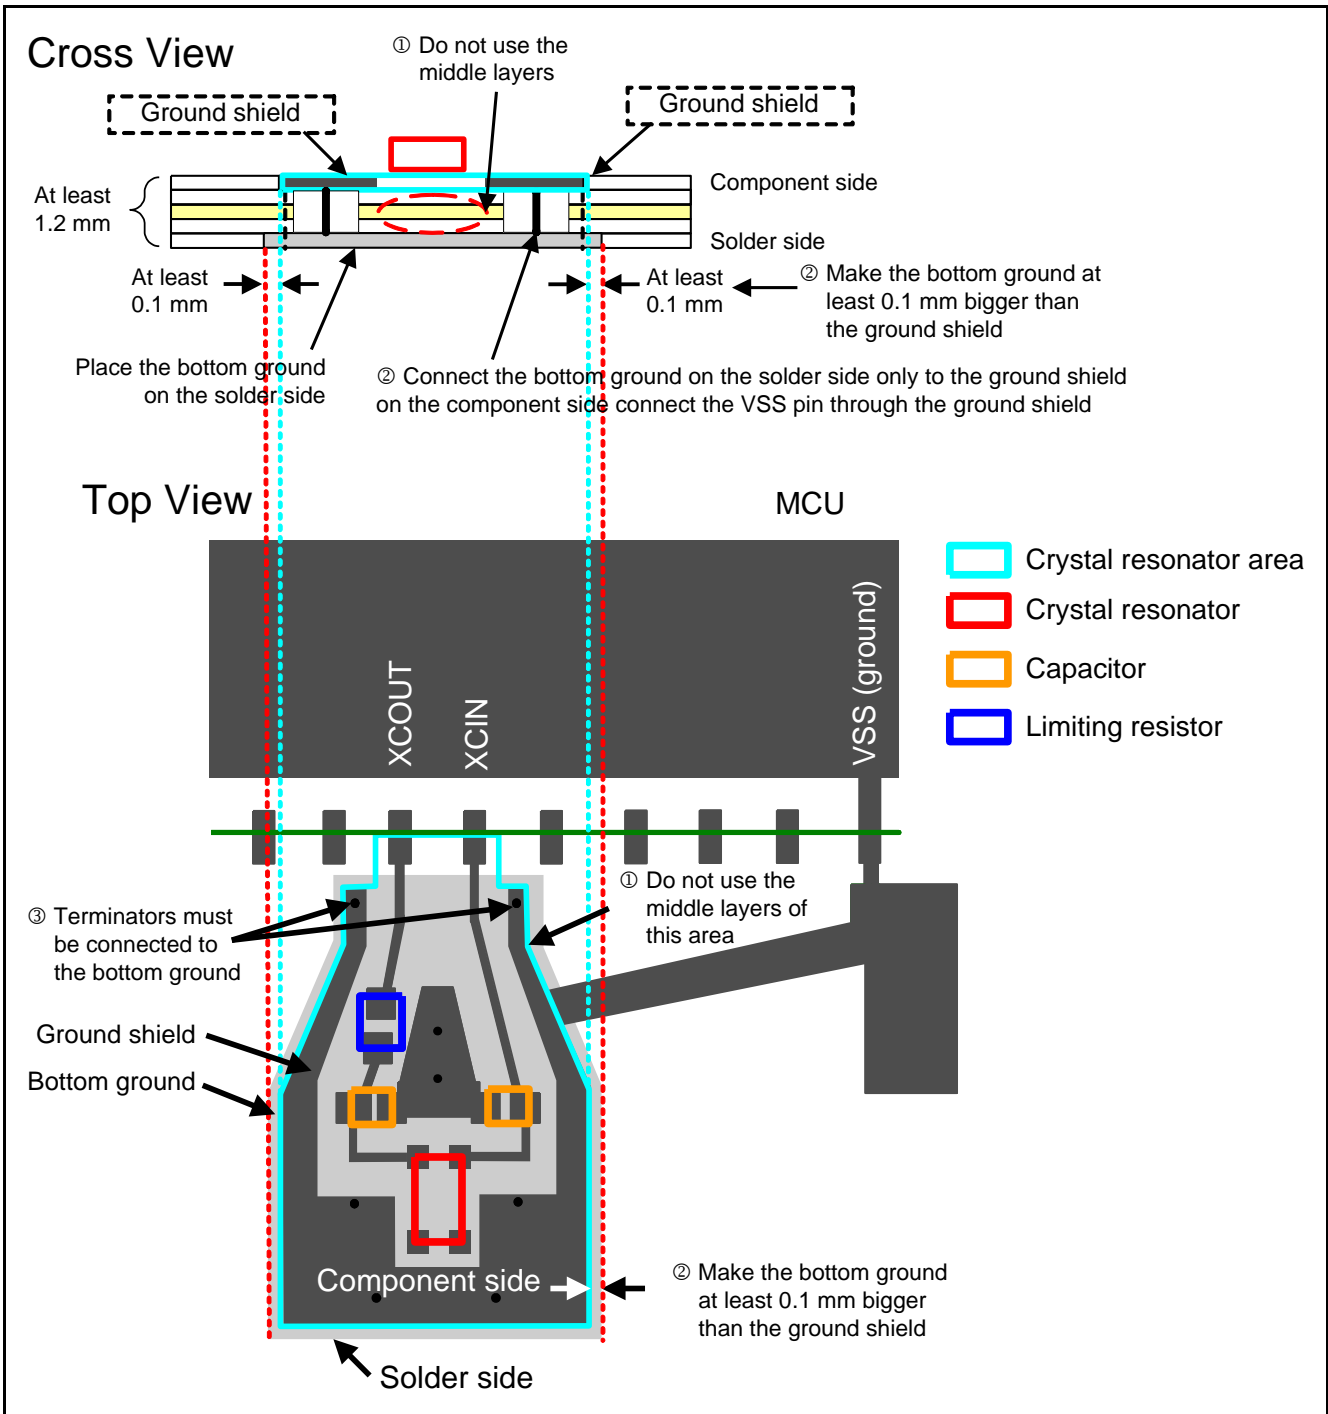 Cross View
① Do not use the
middle layers
Ground shield
Ground shield
At least
1.2 mm
Component side
Solder side
At least
0.1 mm
At least
0.1 mm
② Make the bottom ground at
least 0.1 mm bigger than
the ground shield
Place the bottom ground
on the solder side
② Connect the bottom ground on the solder side only to the ground shield
on the component side connect the VSS pin through the ground shield
Top View
MCU
Crystal resonator area
Crystal resonator
Capacitor
Limiting resistor
XCOUT
XCIN
VSS (ground)
① Do not use the
middle layers of
this area
③ Terminators must
be connected to
the bottom ground
Ground shield
Bottom ground
Component side
② Make the bottom ground
at least 0.1 mm bigger
than the ground shield
Solder side